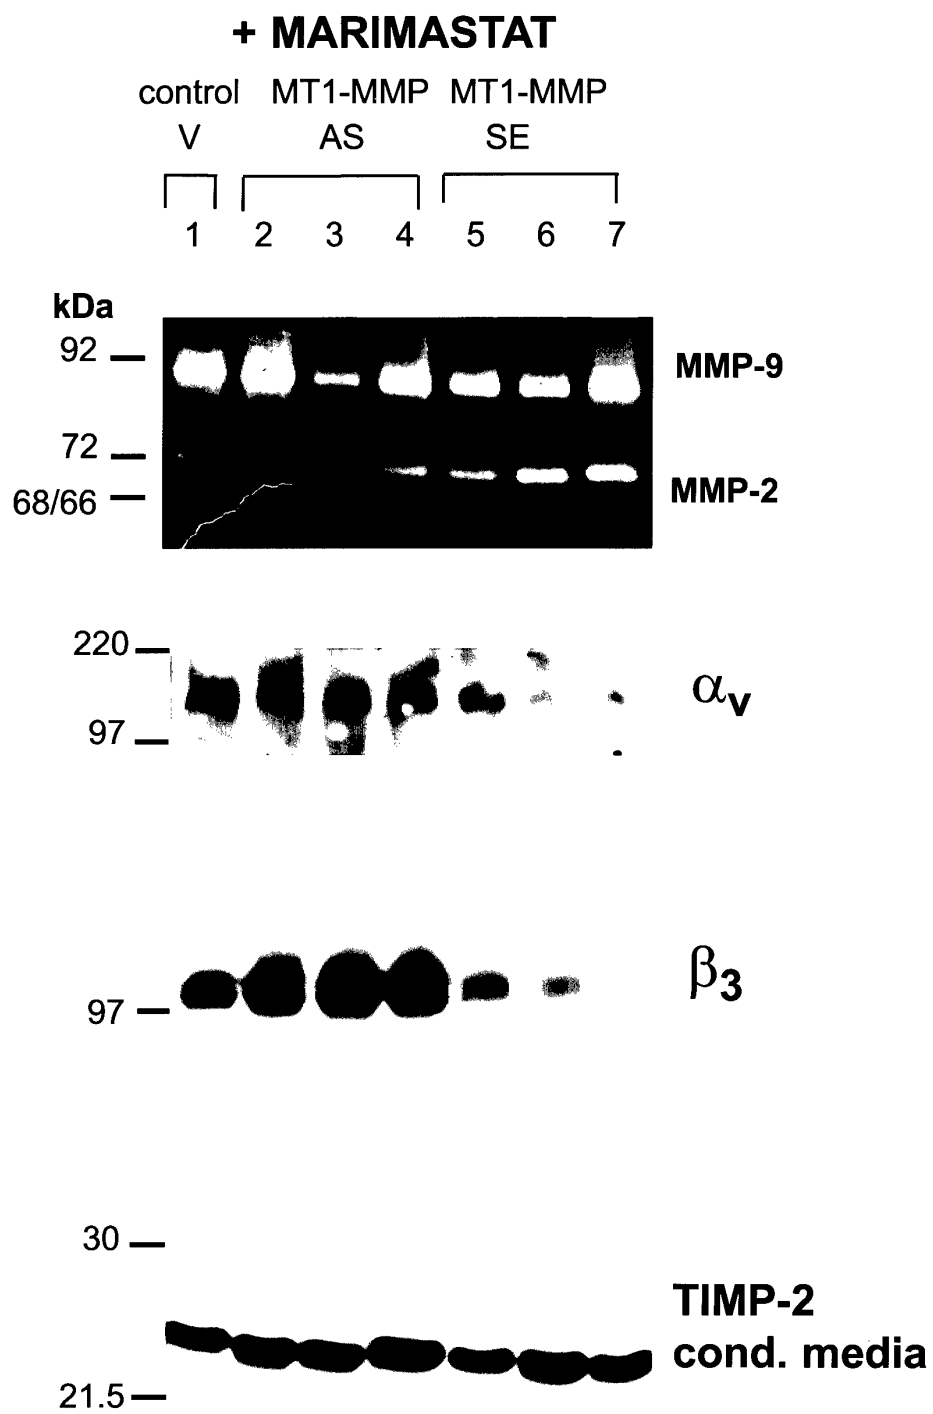 + MARIMASTAT
control MT1-MMP MT1-MMP
V AS SE
1 2 3 4 5 6 7
kDa
92
MMP-9
72
68/66
MMP-2
220
αv
97
β3
97
30
TIMP-2
cond. media
21.5